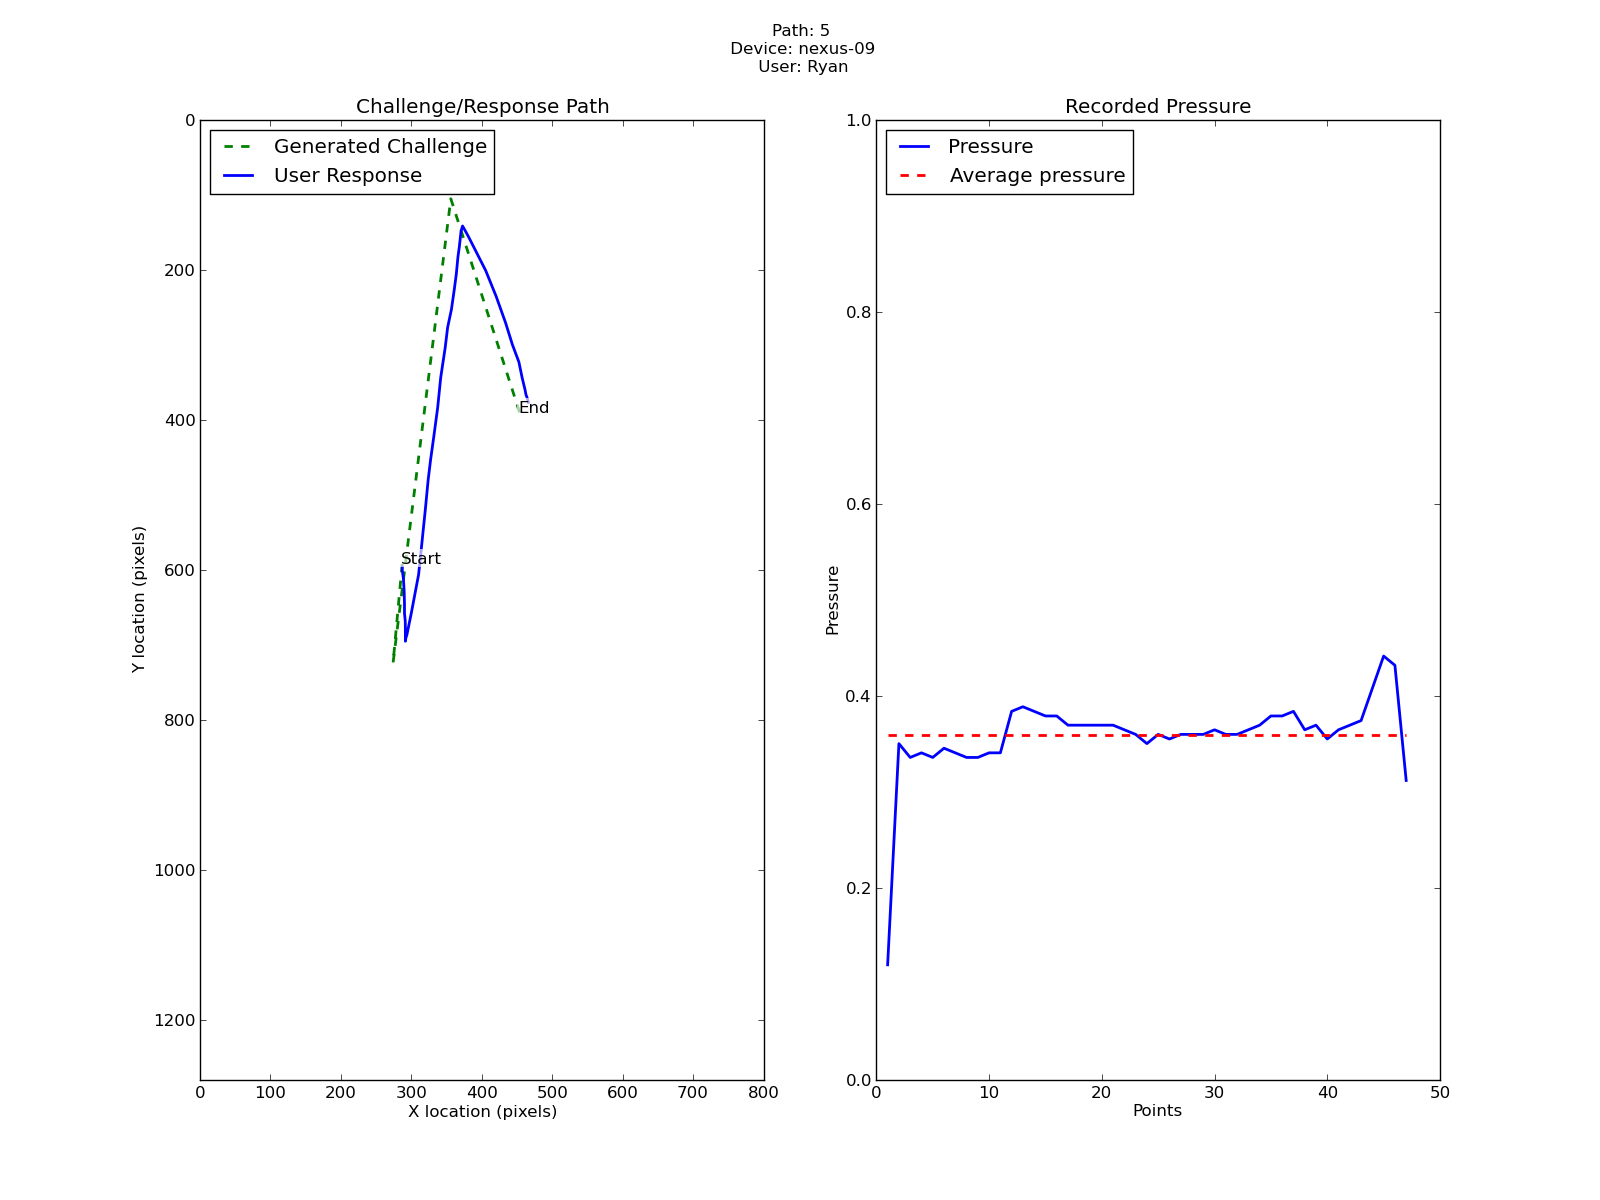 Path: 5
Device: nexus-09
User: Ryan
Challenge/Response Path
Generated Challenge
User Response
0
200
400
600
800
1000
1200
Y location (pixels)
Start
End
0 100 200 300 400 500 600 700 800
X location (pixels)
Recorded Pressure
Pressure
Average pressure
1.0
0.8
0.6
0.4
0.2
0.0
Pressure
0 10 20 30 40 50
Points